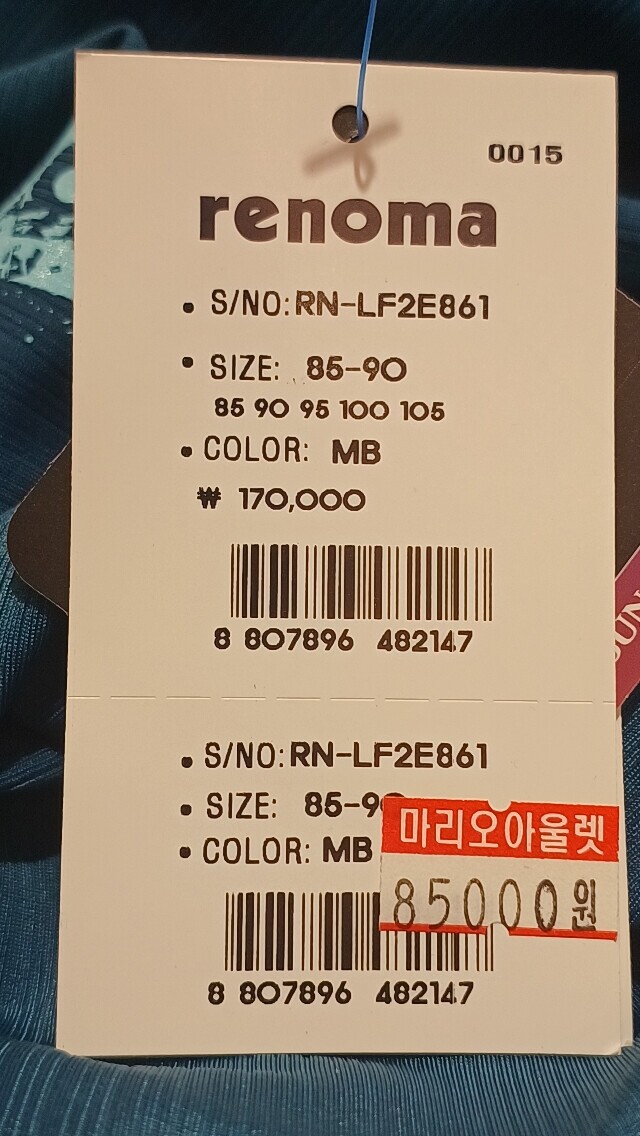 0015
renoma
• S/NO: RN-LF2E861
• SIZE: 85-90
85 90 95 100 105
• COLOR: MB
₩ 170,000
8 807896 482147
• S/NO: RN-LF2E861
• SIZE: 85-9
• COLOR: MB
마리오아울렛
85000원
8 807896 482147